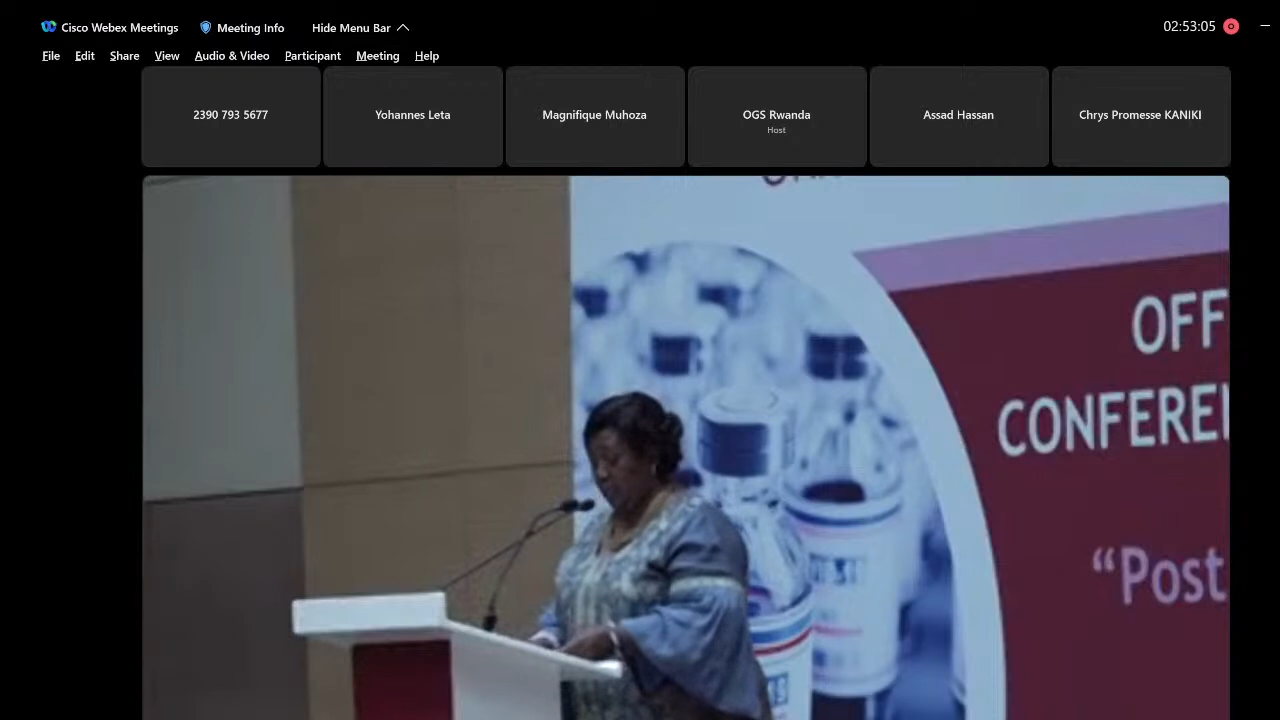 Cisco Webex Meetings Meeting Info Hide Menu Bar 02:53:05
File Edit Share View Audio & Video Participant Meeting Help
2390 793 5677
Yohannes Leta
Magnifique Muhoza
OGS Rwanda
Host
Assad Hassan
Chrys Promesse KANIKI
OFF
CONFERE
“Post